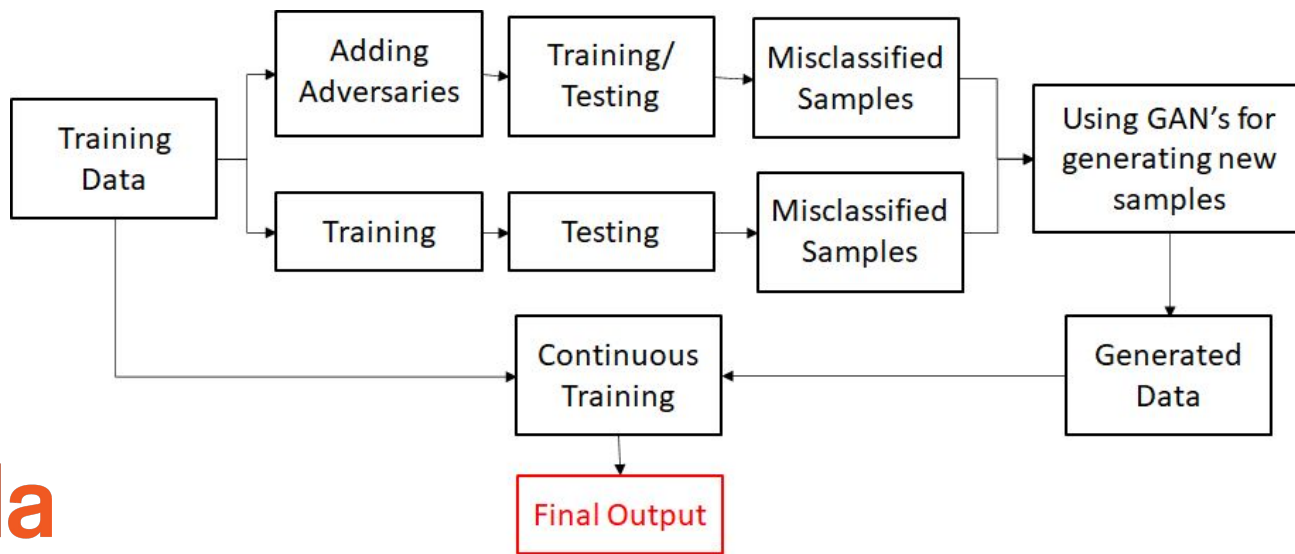 Adding
Adversaries
Training/
Testing
Misclassified
Samples
Training
Data
Using GAN's for
generating new
samples
Training
Testing
Misclassified
Samples
Continuous
Training
Generated
Data
Final Output